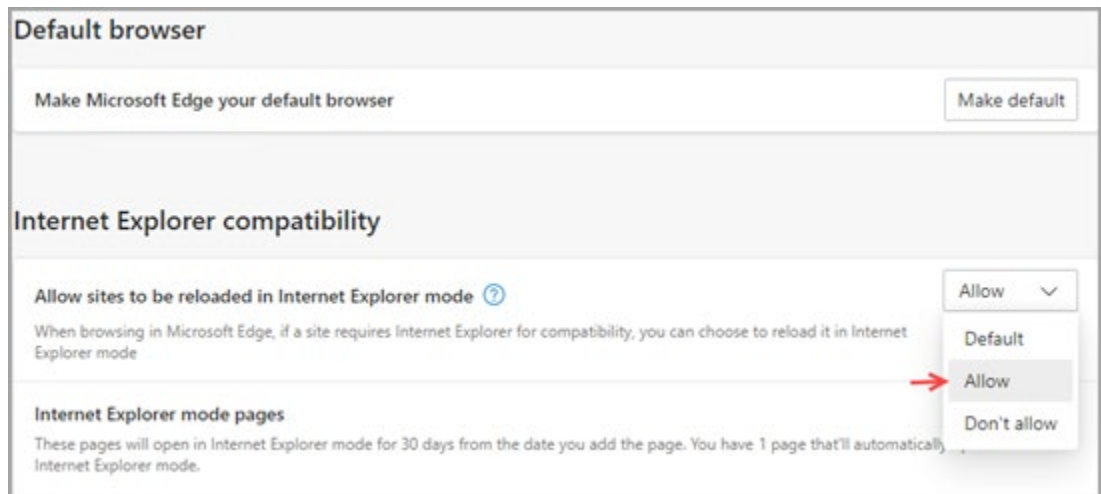 Default browser
Make Microsoft Edge your default browser
Make default
Internet Explorer compatibility
Allow sites to be reloaded in Internet Explorer mode ?
Allow
When browsing in Microsoft Edge, if a site requires Internet Explorer for compatibility, you can choose to reload it in Internet
Explorer mode
Default
Allow
Don't allow
Internet Explorer mode pages
These pages will open in Internet Explorer mode for 30 days from the date you add the page. You have 1 page that'll automatically
Internet Explorer mode.